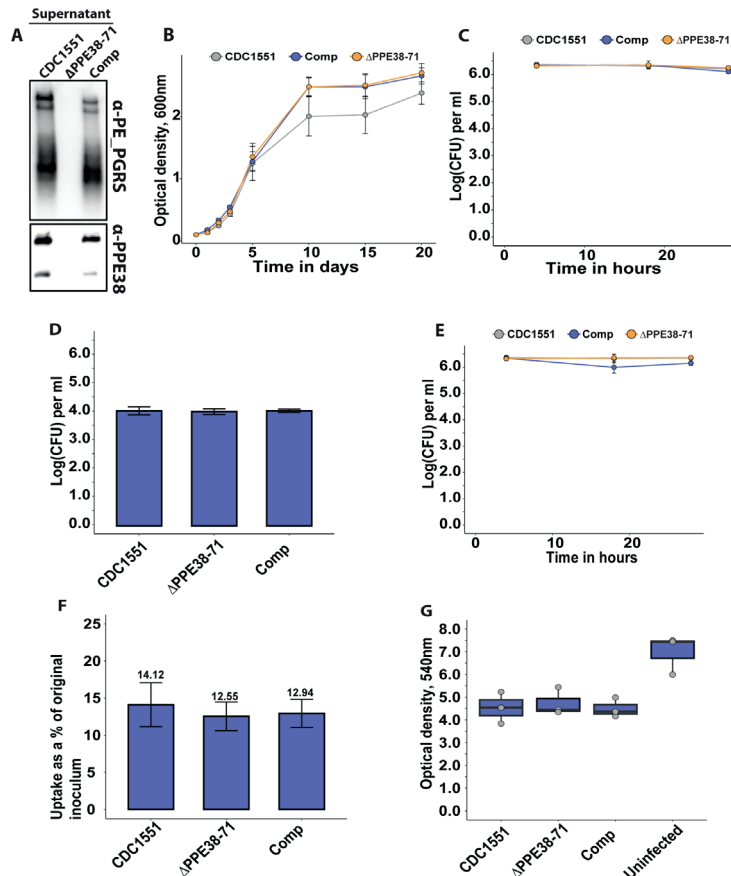 Supernatant
A
CDC1551
ΔPPE38-71
Comp
α-PE_PGRS
α-PPE38
B
CDC1551 Comp ΔPPE38-71
Optical density, 600nm
2
1
0
0 5 10 15 20
Time in days
C
CDC1551 Comp ΔPPE38-71
Log(CFU) per ml
6.0
5.0
4.0
3.0
2.0
1.0
0.0
0 20
Time in hours
D
Log(CFU) per ml
6.0
5.0
4.0
3.0
2.0
1.0
0.0
CDC1551
ΔPPE38-71
Comp
E
CDC1551 Comp ΔPPE38-71
Log(CFU) per ml
6.0
5.0
4.0
3.0
2.0
1.0
0.0
0 20
Time in hours
F
Uptake as a % of original
inoculum
25
20
15
10
5
0
14.12
12.55
12.94
CDC1551
ΔPPE38-71
Comp
G
Optical density, 540nm
8.0
7.0
6.0
5.0
4.0
3.0
2.0
1.0
0.0
CDC1551
ΔPPE38-71
Comp
Uninfected